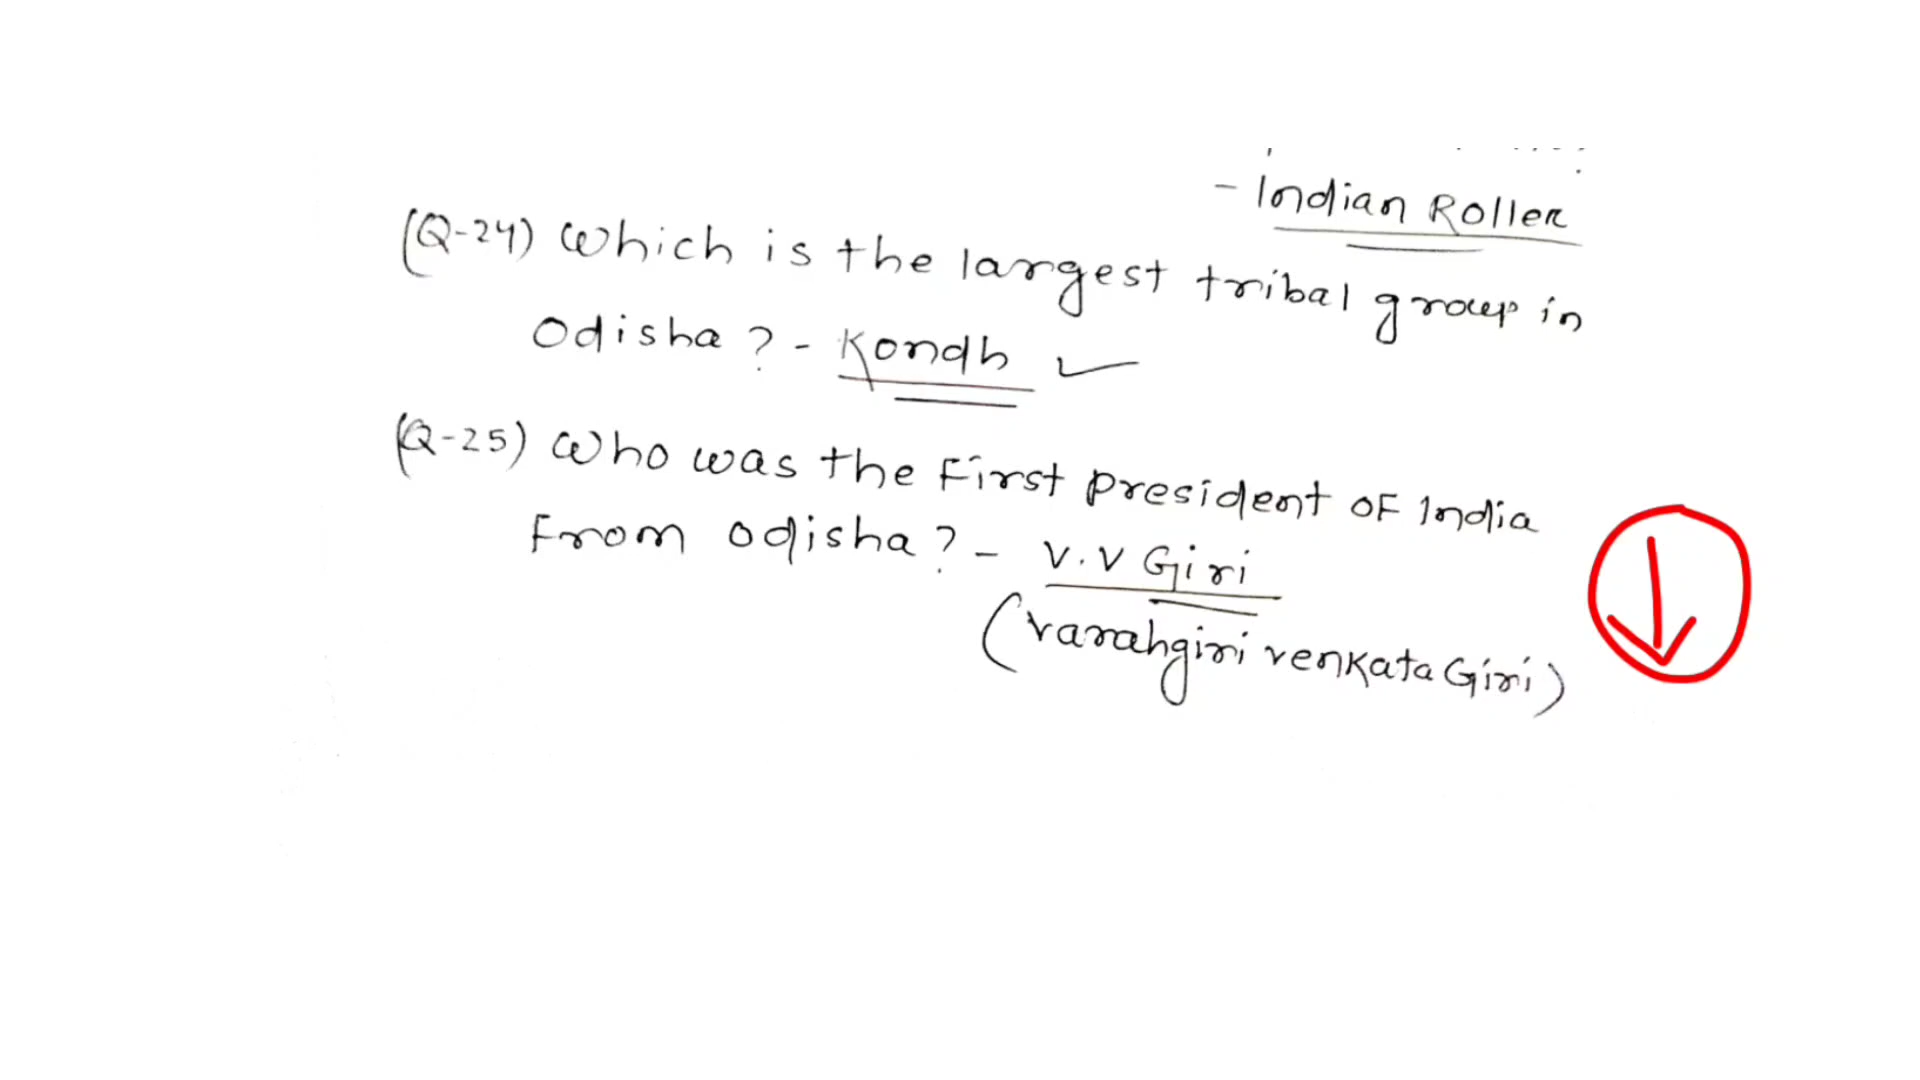 - Indian Roller
(Q-24) Which is the largest tribal group in
Odisha? - Kondh
(Q-25) Who was the First president OF India
From odisha? - V.V Giri
(varahgiri venkata Giri)